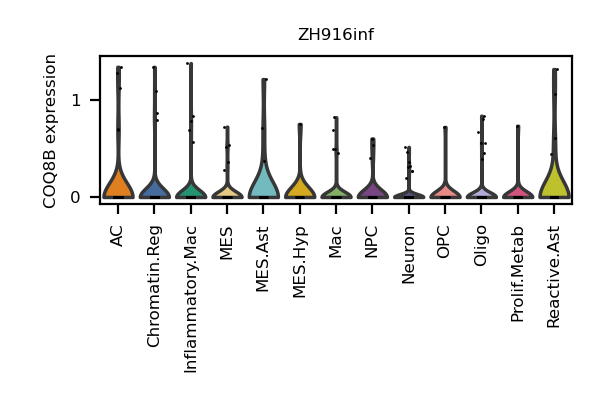 ZH916inf
COQ8B expression
1
0
AC
Chromatin.Reg
Inflammatory.Mac
MES
MES.Ast
MES.Hyp
Mac
NPC
Neuron
OPC
Oligo
Prolif.Metab
Reactive.Ast